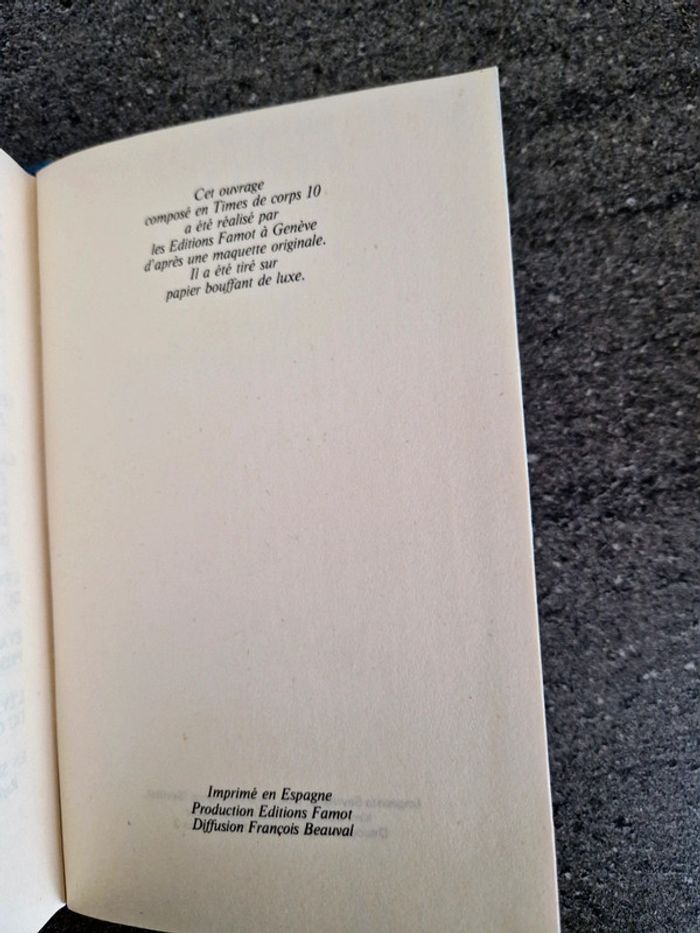 Cet ouvrage
composé en Times de corps 10
a été réalisé par
les Editions Famot à Genève
d'après une maquette originale.
Il a été tiré sur
papier bouffant de luxe.
Imprimé en Espagne
Production Editions Famot
Diffusion François Beauval